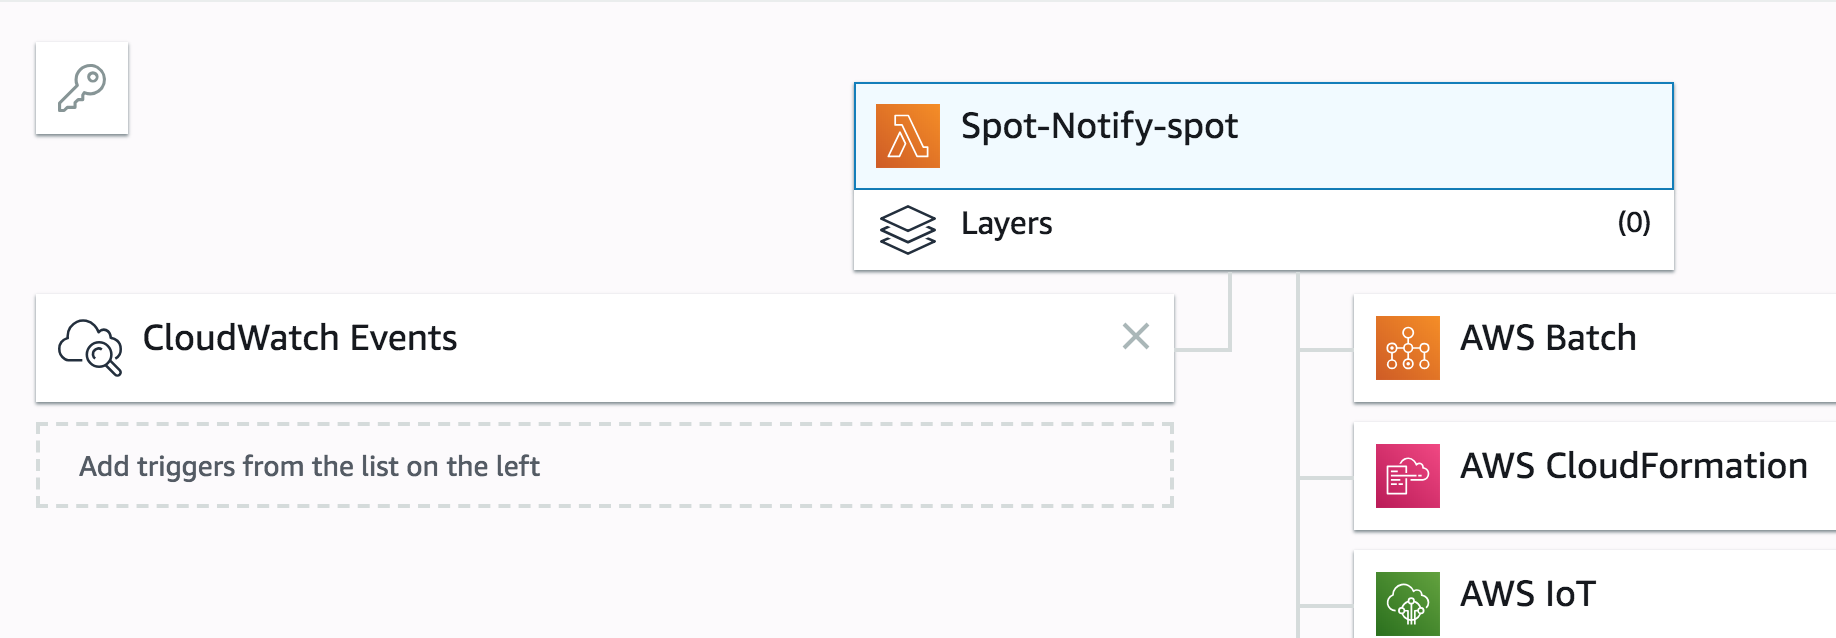 Spot-Notify-spot
Layers (0)
CloudWatch Events
Add triggers from the list on the left
AWS Batch
AWS CloudFormation
AWS IoT